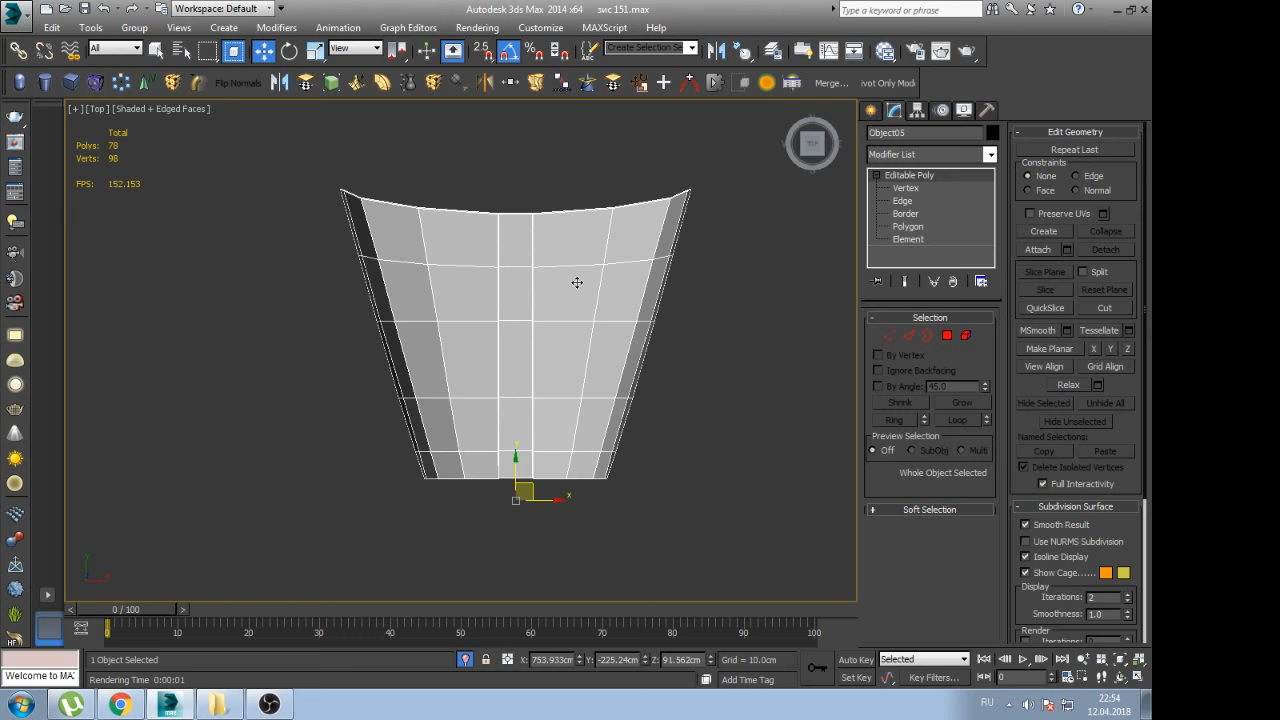 Workspace: Default
Autodesk 3ds Max 2014 x64
зис 151.max
Type a keyword or phrase
Edit
Tools
Group
Views
Create
Modifiers
Animation
Graph Editors
Rendering
Customize
MAXScript
Help
All
View
2.5
Create Selection Se
Flip Normals
Merge...
ivot Only Mod
[+] [Top] [Shaded + Edged Faces]
Total
Polys: 78
Verts: 98
FPS: 152.153
TOP
Object05
Modifier List
Editable Poly
Vertex
Edge
Border
Polygon
Element
Selection
By Vertex
Ignore Backfacing
By Angle: 45.0
Shrink
Grow
Ring
Loop
Preview Selection
Off
SubObj
Multi
Whole Object Selected
Soft Selection
Edit Geometry
Repeat Last
Constraints
None
Edge
Face
Normal
Preserve UVs
Create
Collapse
Attach
Detach
Slice Plane
Split
Slice
Reset Plane
QuickSlice
Cut
MSmooth
Tessellate
Make Planar
X
Y
Z
View Align
Grid Align
Relax
Hide Selected
Unhide All
Hide Unselected
Named Selections:
Copy
Paste
Delete Isolated Vertices
Full Interactivity
Subdivision Surface
Smooth Result
Use NURMS Subdivision
Isoline Display
Show Cage......
Display
Iterations: 2
Smoothness: 1.0
Render
x
0 / 100
0
10
20
30
40
50
60
70
80
90
100
1 Object Selected
X: 753.933cm
Y: -225.24cm
Z: 91.562cm
Grid = 10.0cm
Auto Key
Selected
Welcome to MA
Rendering Time 0:00:01
Add Time Tag
Set Key
Key Filters...
0
RU
22:54
12.04.2018